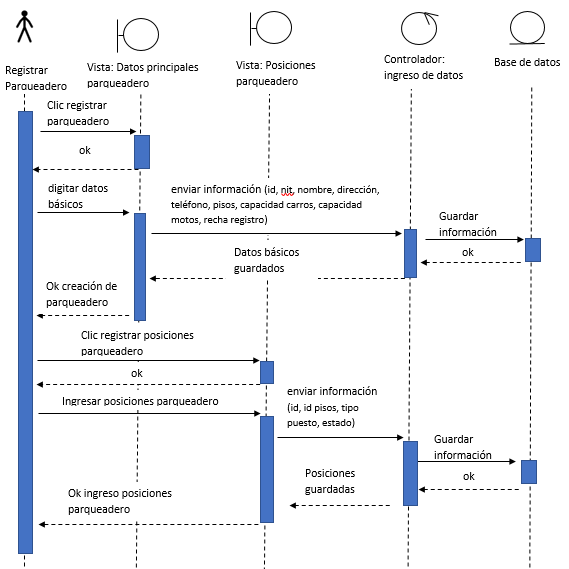 Registrar
Parqueadero
Vista: Datos principales
parqueadero
Vista: Posiciones
parqueadero
Controlador:
ingreso de datos
Base de datos
Clic registrar
parqueadero
ok
digitar datos
básicos
enviar información (id, nit, nombre, dirección,
teléfono, pisos, capacidad carros, capacidad
motos, recha registro)
Guardar
información
ok
Datos básicos
guardados
Ok creación de
parqueadero
Clic registrar posiciones
parqueadero
ok
Ingresar posiciones parqueadero
enviar información
(id, id pisos, tipo
puesto, estado)
Guardar
información
ok
Posiciones
guardadas
Ok ingreso posiciones
parqueadero